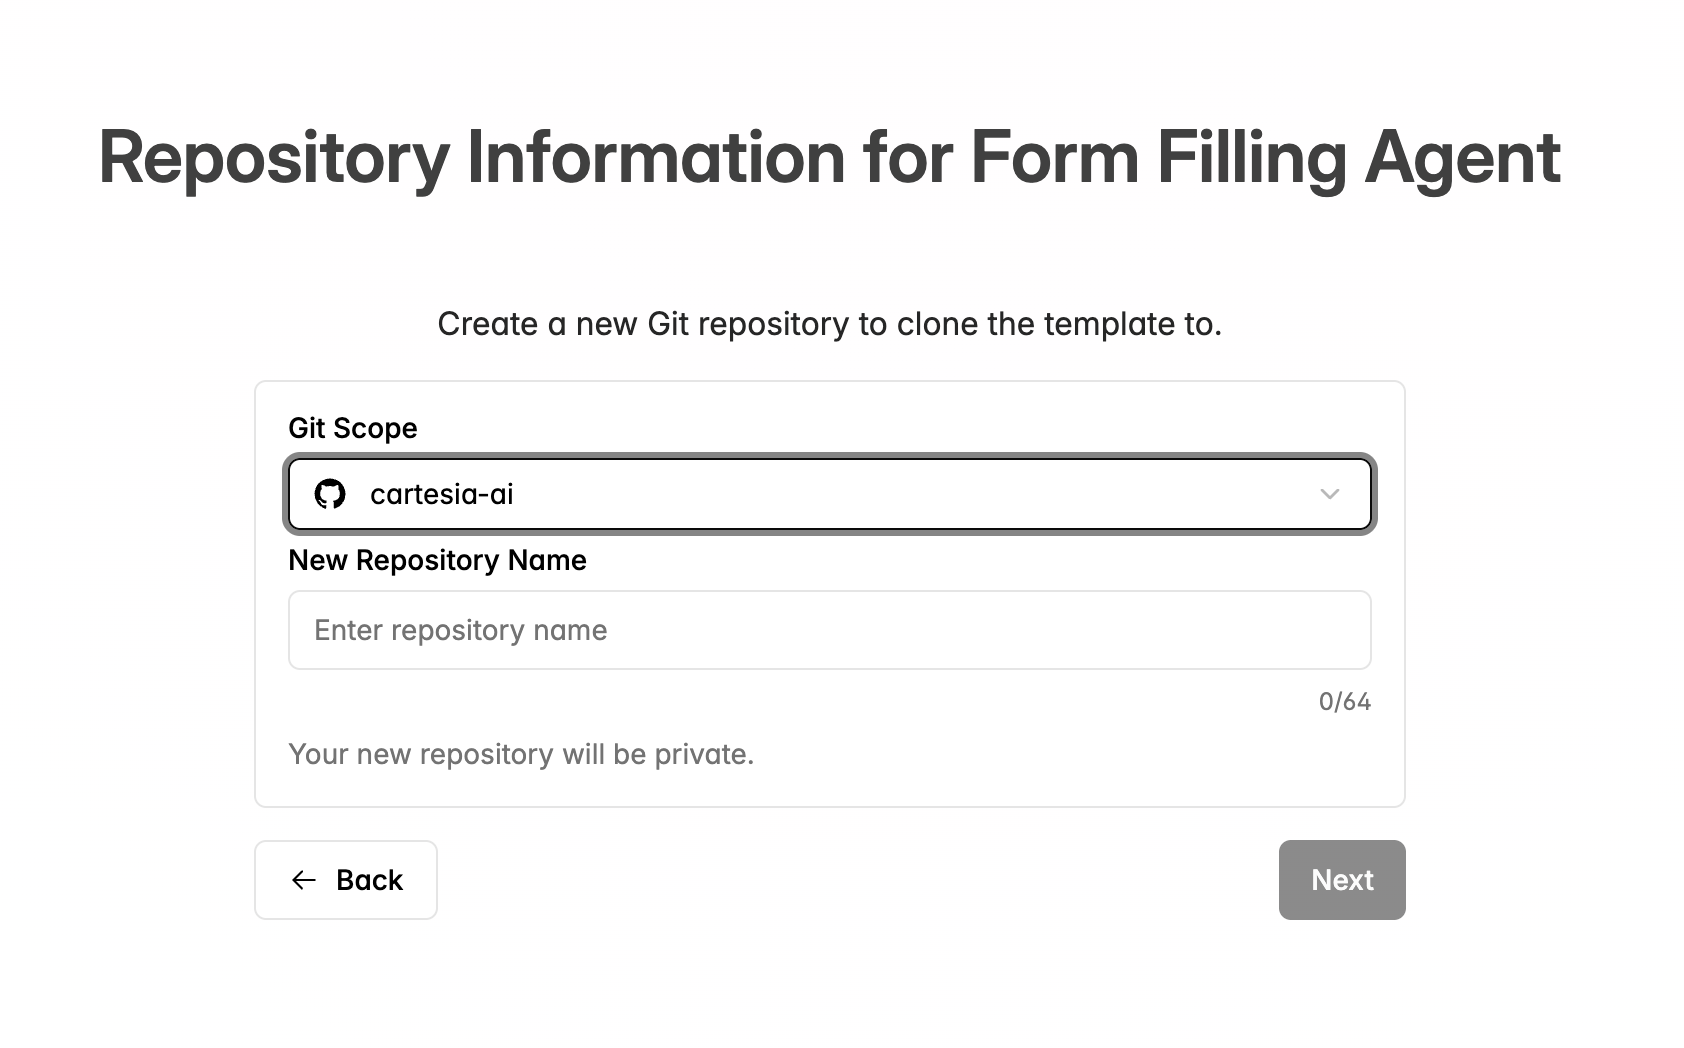 Repository Information for Form Filling Agent
Create a new Git repository to clone the template to.
Git Scope
cartesia-ai
New Repository Name
Enter repository name
0/64
Your new repository will be private.
Back
Next